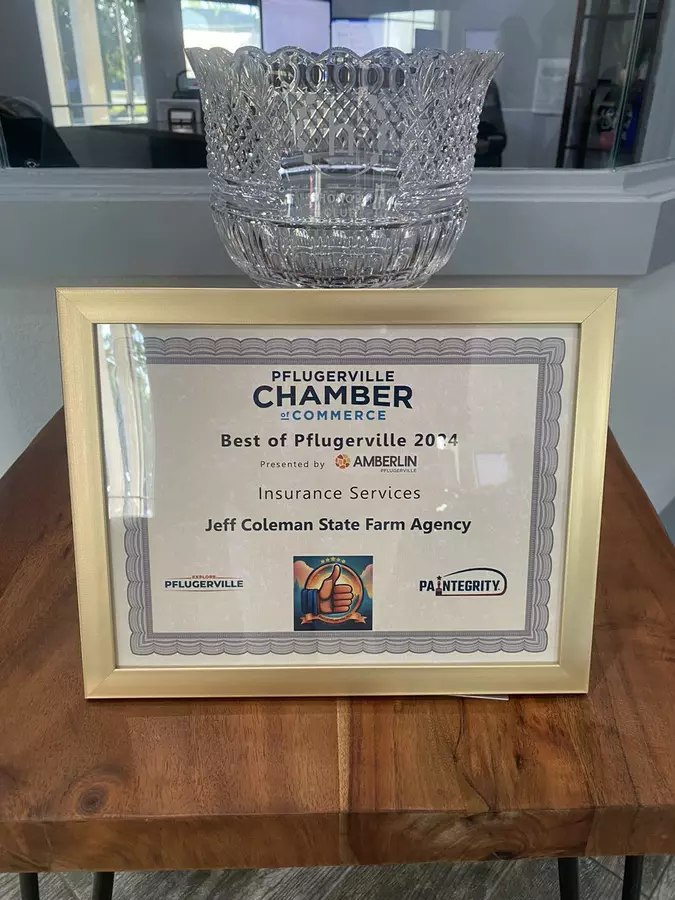 PFLUGERVILLE
CHAMBER
of COMMERCE
Best of Pflugerville 2024
Presented by AMBERLIN
PFLUGERVILLE
Insurance Services
Jeff Coleman State Farm Agency
EXPLORE
PFLUGERVILLE
PAINTEGRITY